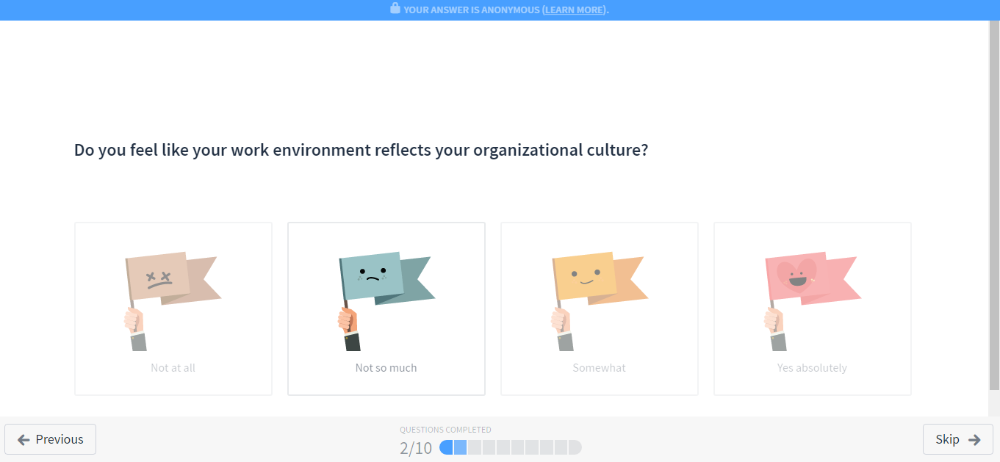 YOUR ANSWER IS ANONYMOUS (LEARN MORE).
Do you feel like your work environment reflects your organizational culture?
Not at all
Not so much
Somewhat
Yes absolutely
Previous
QUESTIONS COMPLETED
2/10
Skip